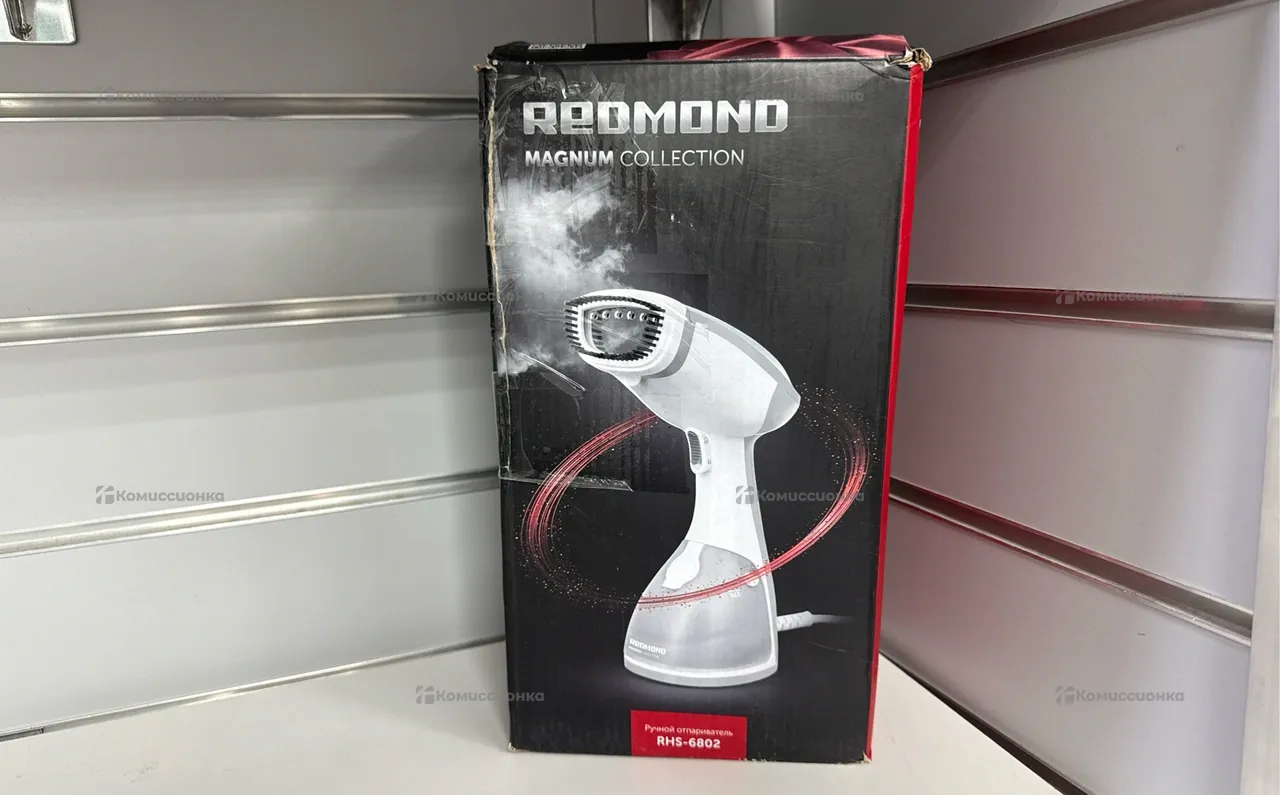 REDMOND
MAGNUM COLLECTION
REDMOND
Ручной отпариватель
RHS-6802
Комиссионка
Комиссионка
Комиссионка
Комиссионка
Комиссионка
Комиссионка
Комиссионка